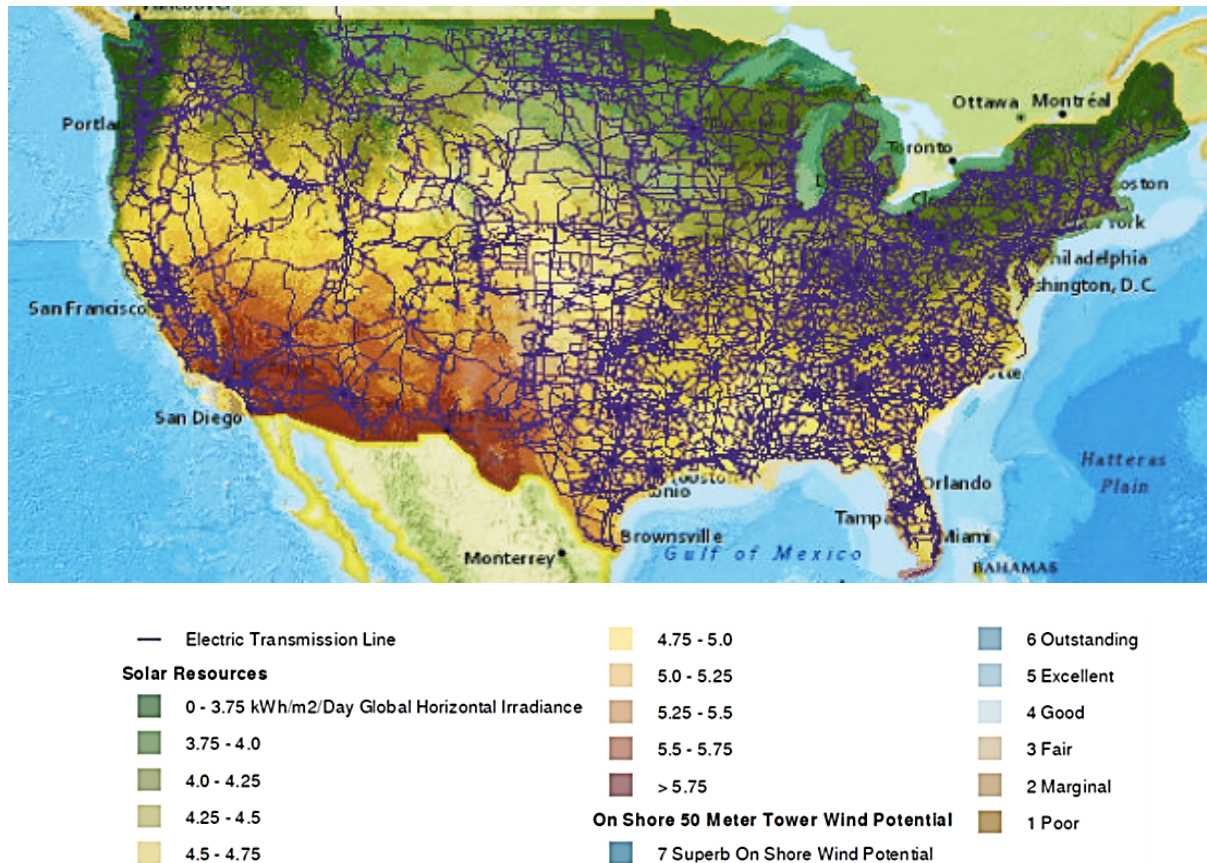 Vancouver
Ottawa Montréal
Portlan
Toronto
oston
York
hiladelphia
shington, D.C.
San Francisco
San Diego
Hatteras
Plain
Orlando
Tampa
Brownsville
Miami
Gulf of Mexico
Monterrey
BAHAMAS
Electric Transmission Line
Solar Resources
0 - 3.75 kWh/m2/Day Global Horizontal Irradiance
3.75 - 4.0
4.0 - 4.25
4.25 - 4.5
4.5 - 4.75
4.75 - 5.0
5.0 - 5.25
5.25 - 5.5
5.5 - 5.75
> 5.75
On Shore 50 Meter Tower Wind Potential
7 Superb On Shore Wind Potential
6 Outstanding
5 Excellent
4 Good
3 Fair
2 Marginal
1 Poor